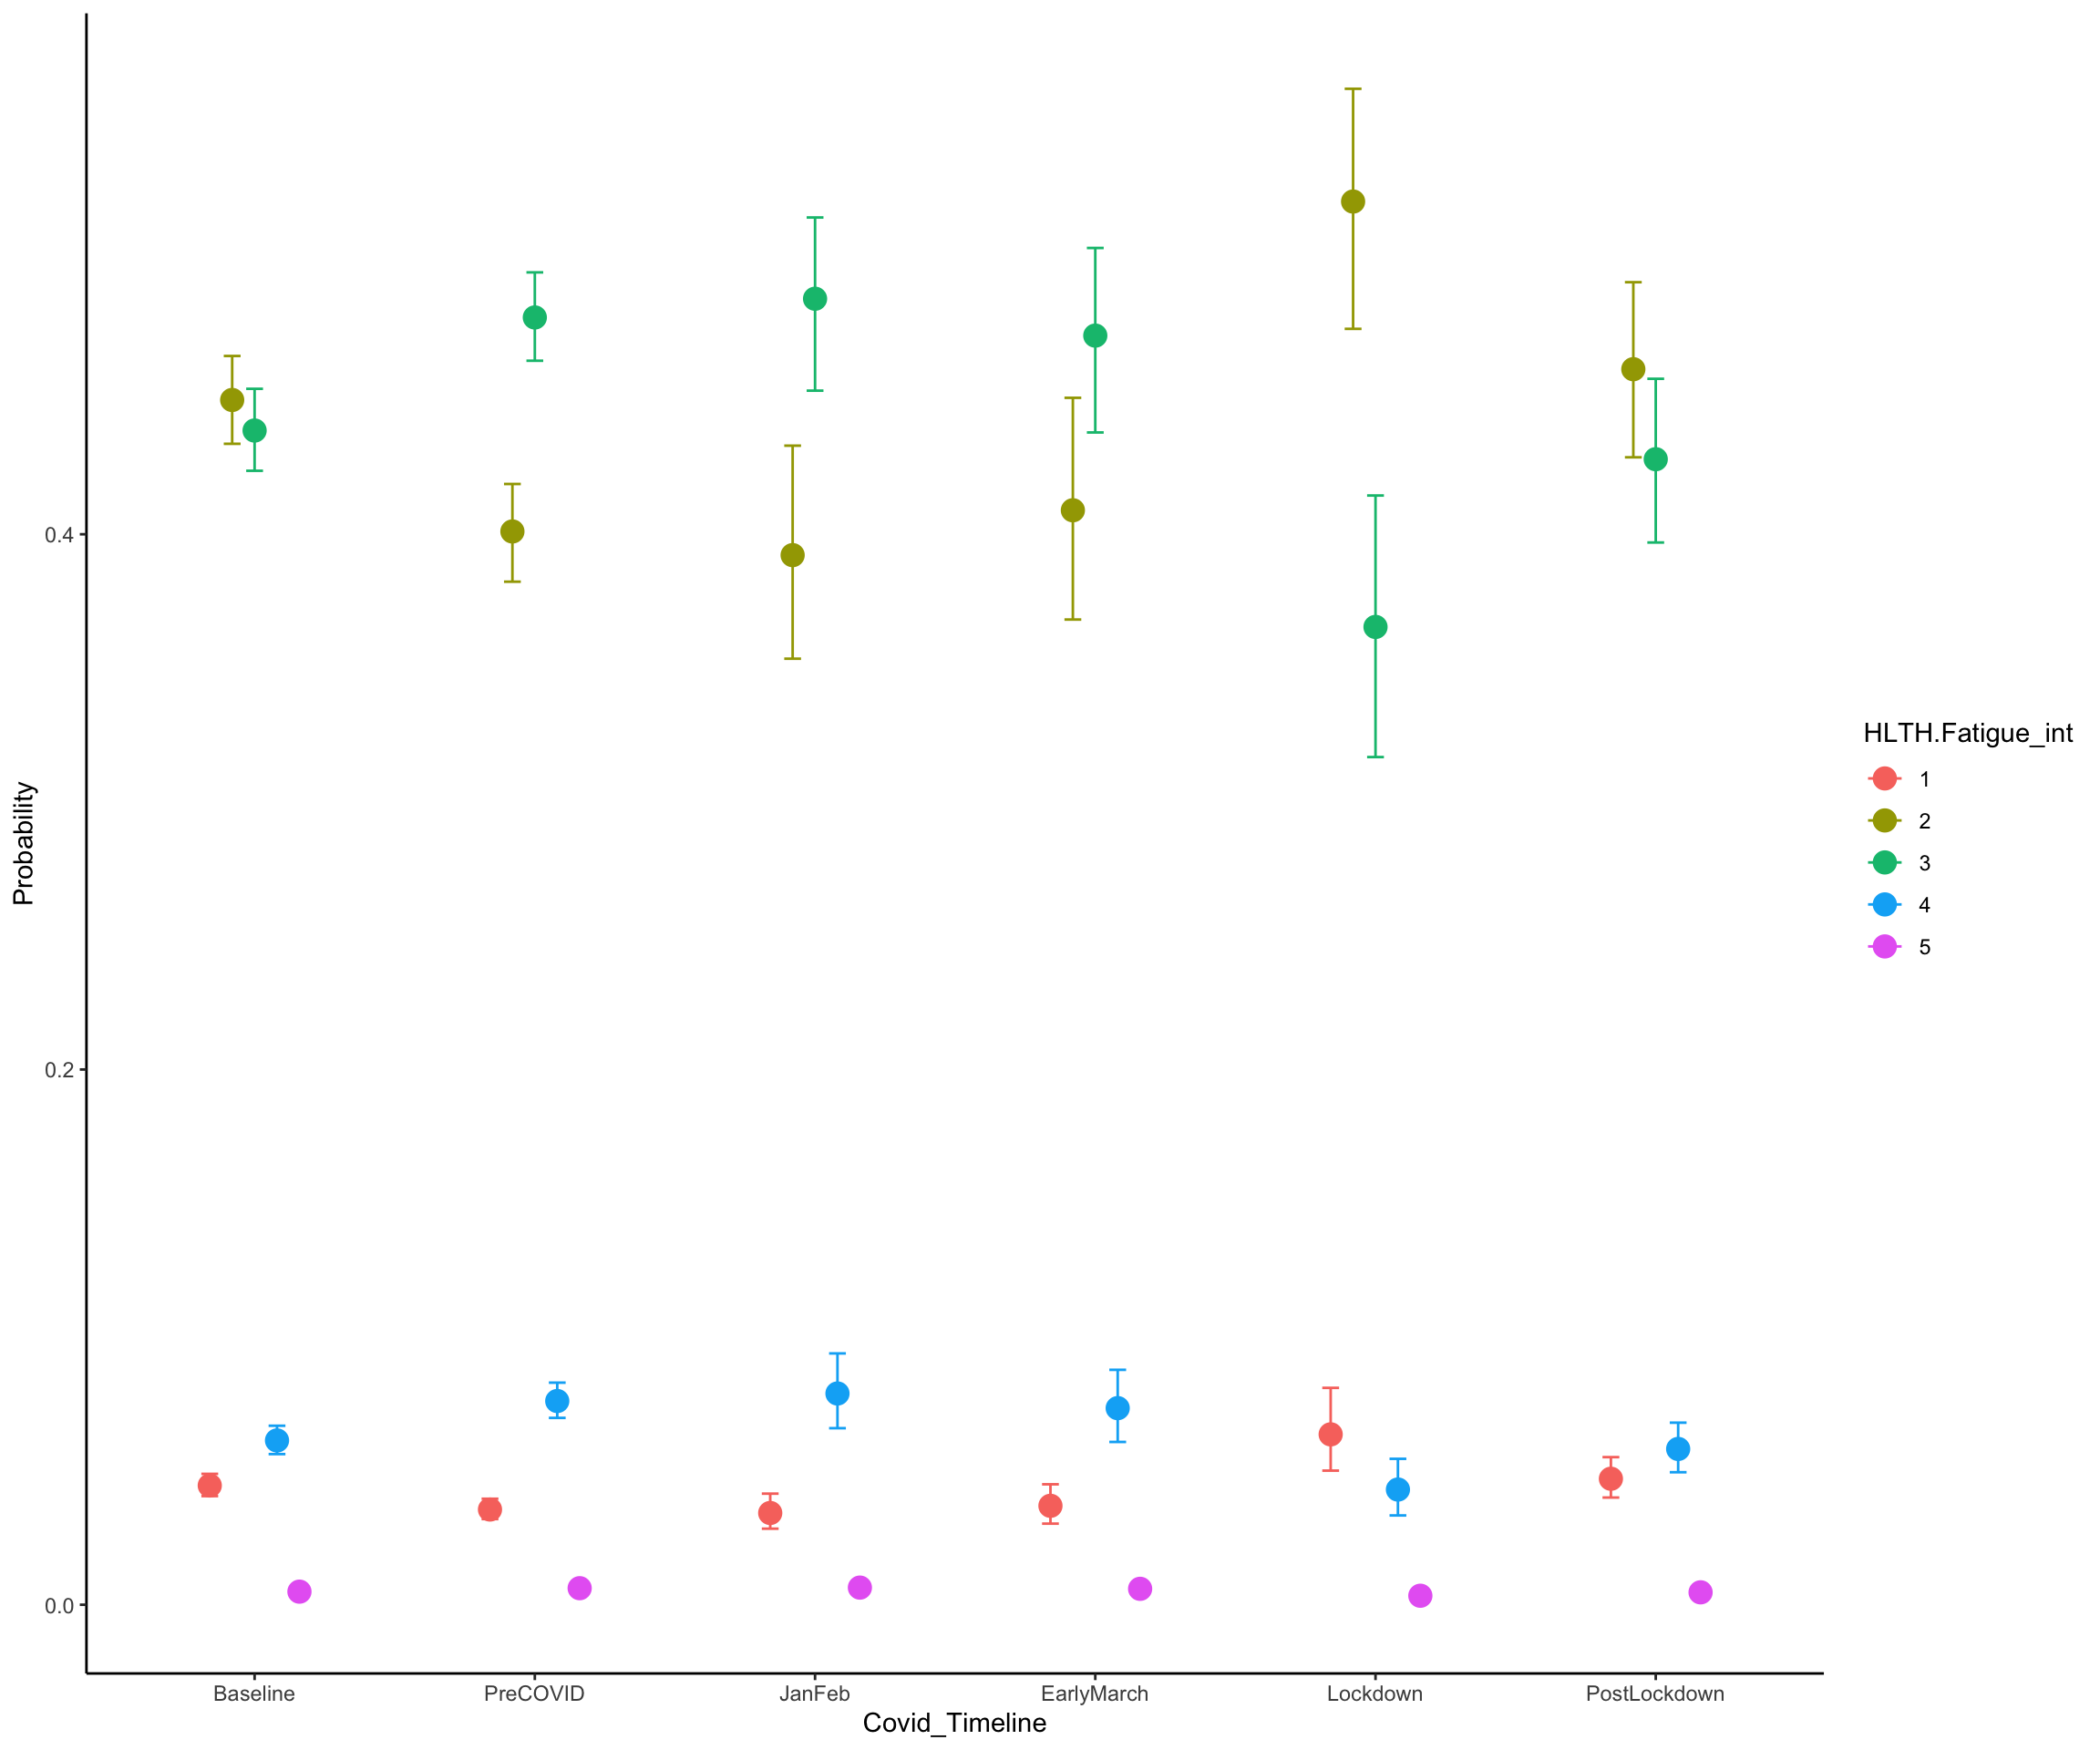 Probability
0.4
0.2
0.0
Baseline PreCOVID JanFeb EarlyMarch Lockdown PostLockdown
Covid_Timeline
HLTH.Fatigue_int
1
2
3
4
5